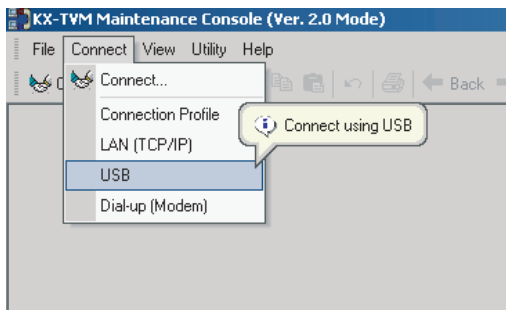 KX-TVM Maintenance Console (Ver. 2.0 Mode)
File Connect View Utility Help
Connect...
Back
Connection Profile
Connect using USB
LAN (TCP/IP)
USB
Dial-up (Modem)